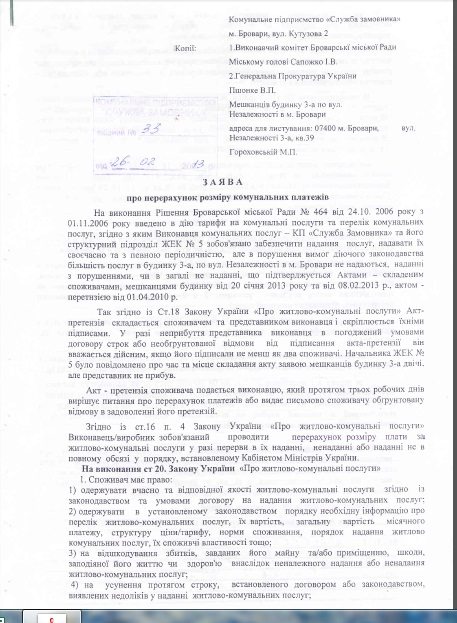 Комунальне підприємство «Служба замовника»
м. Бровари, вул. Кутузова 2
Копії: 1.Виконавчий комітет Броварські міської Ради
Міському голові Сапожко І.В.
2.Генеральна Прокуратура України
Пшонке В.П.
Мешканців будинку 3-а по вул.
Незалежності в м. Бровари
адреса для листування: 07400 м. Бровари, вул.
Незалежності 3-а, кв.39
Гороховській М.П.
КОМУНАЛЬНЕ ПІДПРИЄМСТВО
СЛУЖБА ЗАМОВНИКА
33
26. 02 13
ЗАЯВА
про перерахунок розміру комунальних платежів
На виконання Рішення Броварської міської Ради № 464 від 24.10. 2006 року з
01.11.2006 року введено в дію тарифи на комунальні послуги та перелік комунальних
послуг, згідно з яким Виконавця комунальних послуг – КП «Служба Замовника» та його
структурний підрозділ ЖЕК № 5 зобов'язано забезпечити надання послуг, надавати їх
своєчасно та з певною періодичністю, але в порушення вимог діючого законодавства
більшість послуг в будинку 3-а, по вул. Незалежності в м. Бровари не надаються, надані
з порушеннями, чи в загалі не наданні, що підтверджується Актами – складеним
споживачами, мешканцями будинку від 20 січня 2013 року та від 08.02.2013 р., актом -
претензією від 01.04.2010 р.
Так згідно із Ст.18 Закону України «Про житлово-комунальні послуги» Акт-
претензія складається споживачем та представником виконавця і скріплюється їхніми
підписами. У разі неприбуття представника виконавця в погоджений умовами
договору строк або необгрунтованої відмови від підписання акта-претензії він
вважається дійсним, якщо його підписали не менш як два споживачі. Начальника ЖЕК №
5 було повідомлено про час та місце складання акту заявою мешканців будинку 3-а двічі,
але представник не прибув.
Акт - претензія споживача подається виконавцю, який протягом трьох робочих днів
вирішує питання про перерахунок платежів або видає письмово споживачу обгрунтовану
відмову в задоволенні його претензій.
Згідно із ст.16 п. 4 Закону України «Про житлово-комунальні послуги»
Виконавець/виробник зобов'язаний проводити перерахунок розміру плати за
житлово-комунальні послуги у разі перерви в їх наданні, ненадані або наданні не в
повному обсязі у порядку, встановленому Кабінетом Міністрів України.
На виконання ст 20. Закону України «Про житлово-комунальні послуги»
1. Споживач має право:
1) одержувати вчасно та відповідної якості житлово-комунальні послуги згідно із
законодавством та умовами договору на надання житлово-комунальних послуг;
2) одержувати в установленому законодавством порядку необхідну інформацію про
перелік житлово-комунальних послуг, їх вартість, загальну вартість місячного
платежу, структуру ціни/тарифу, норми споживання, порядок надання житлово
комунальних послуг, їх споживчі властивості тощо;
3) на відшкодування збитків, завданих його майну та/або приміщенню, школи,
заподіяної його життю чи здоров'ю внаслідок неналежного надання або ненадання
житлово-комунальних послуг;
4) на усунення протягом строку, встановленого договором або законодавством,
виявлених недоліків у наданні житлово-комунальних послуг;